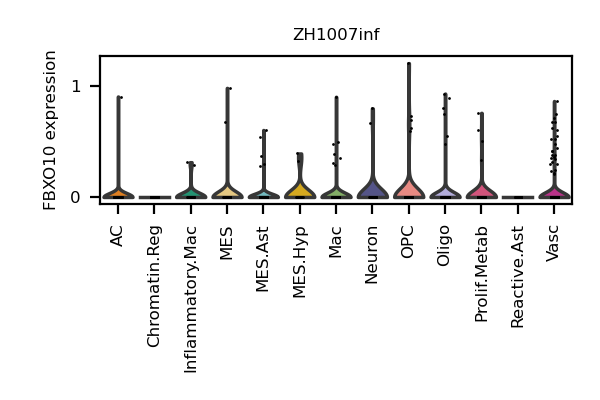 ZH1007inf
FBXO10 expression
1
0
AC
Chromatin.Reg
Inflammatory.Mac
MES
MES.Ast
MES.Hyp
Mac
Neuron
OPC
Oligo
Prolif.Metab
Reactive.Ast
Vasc